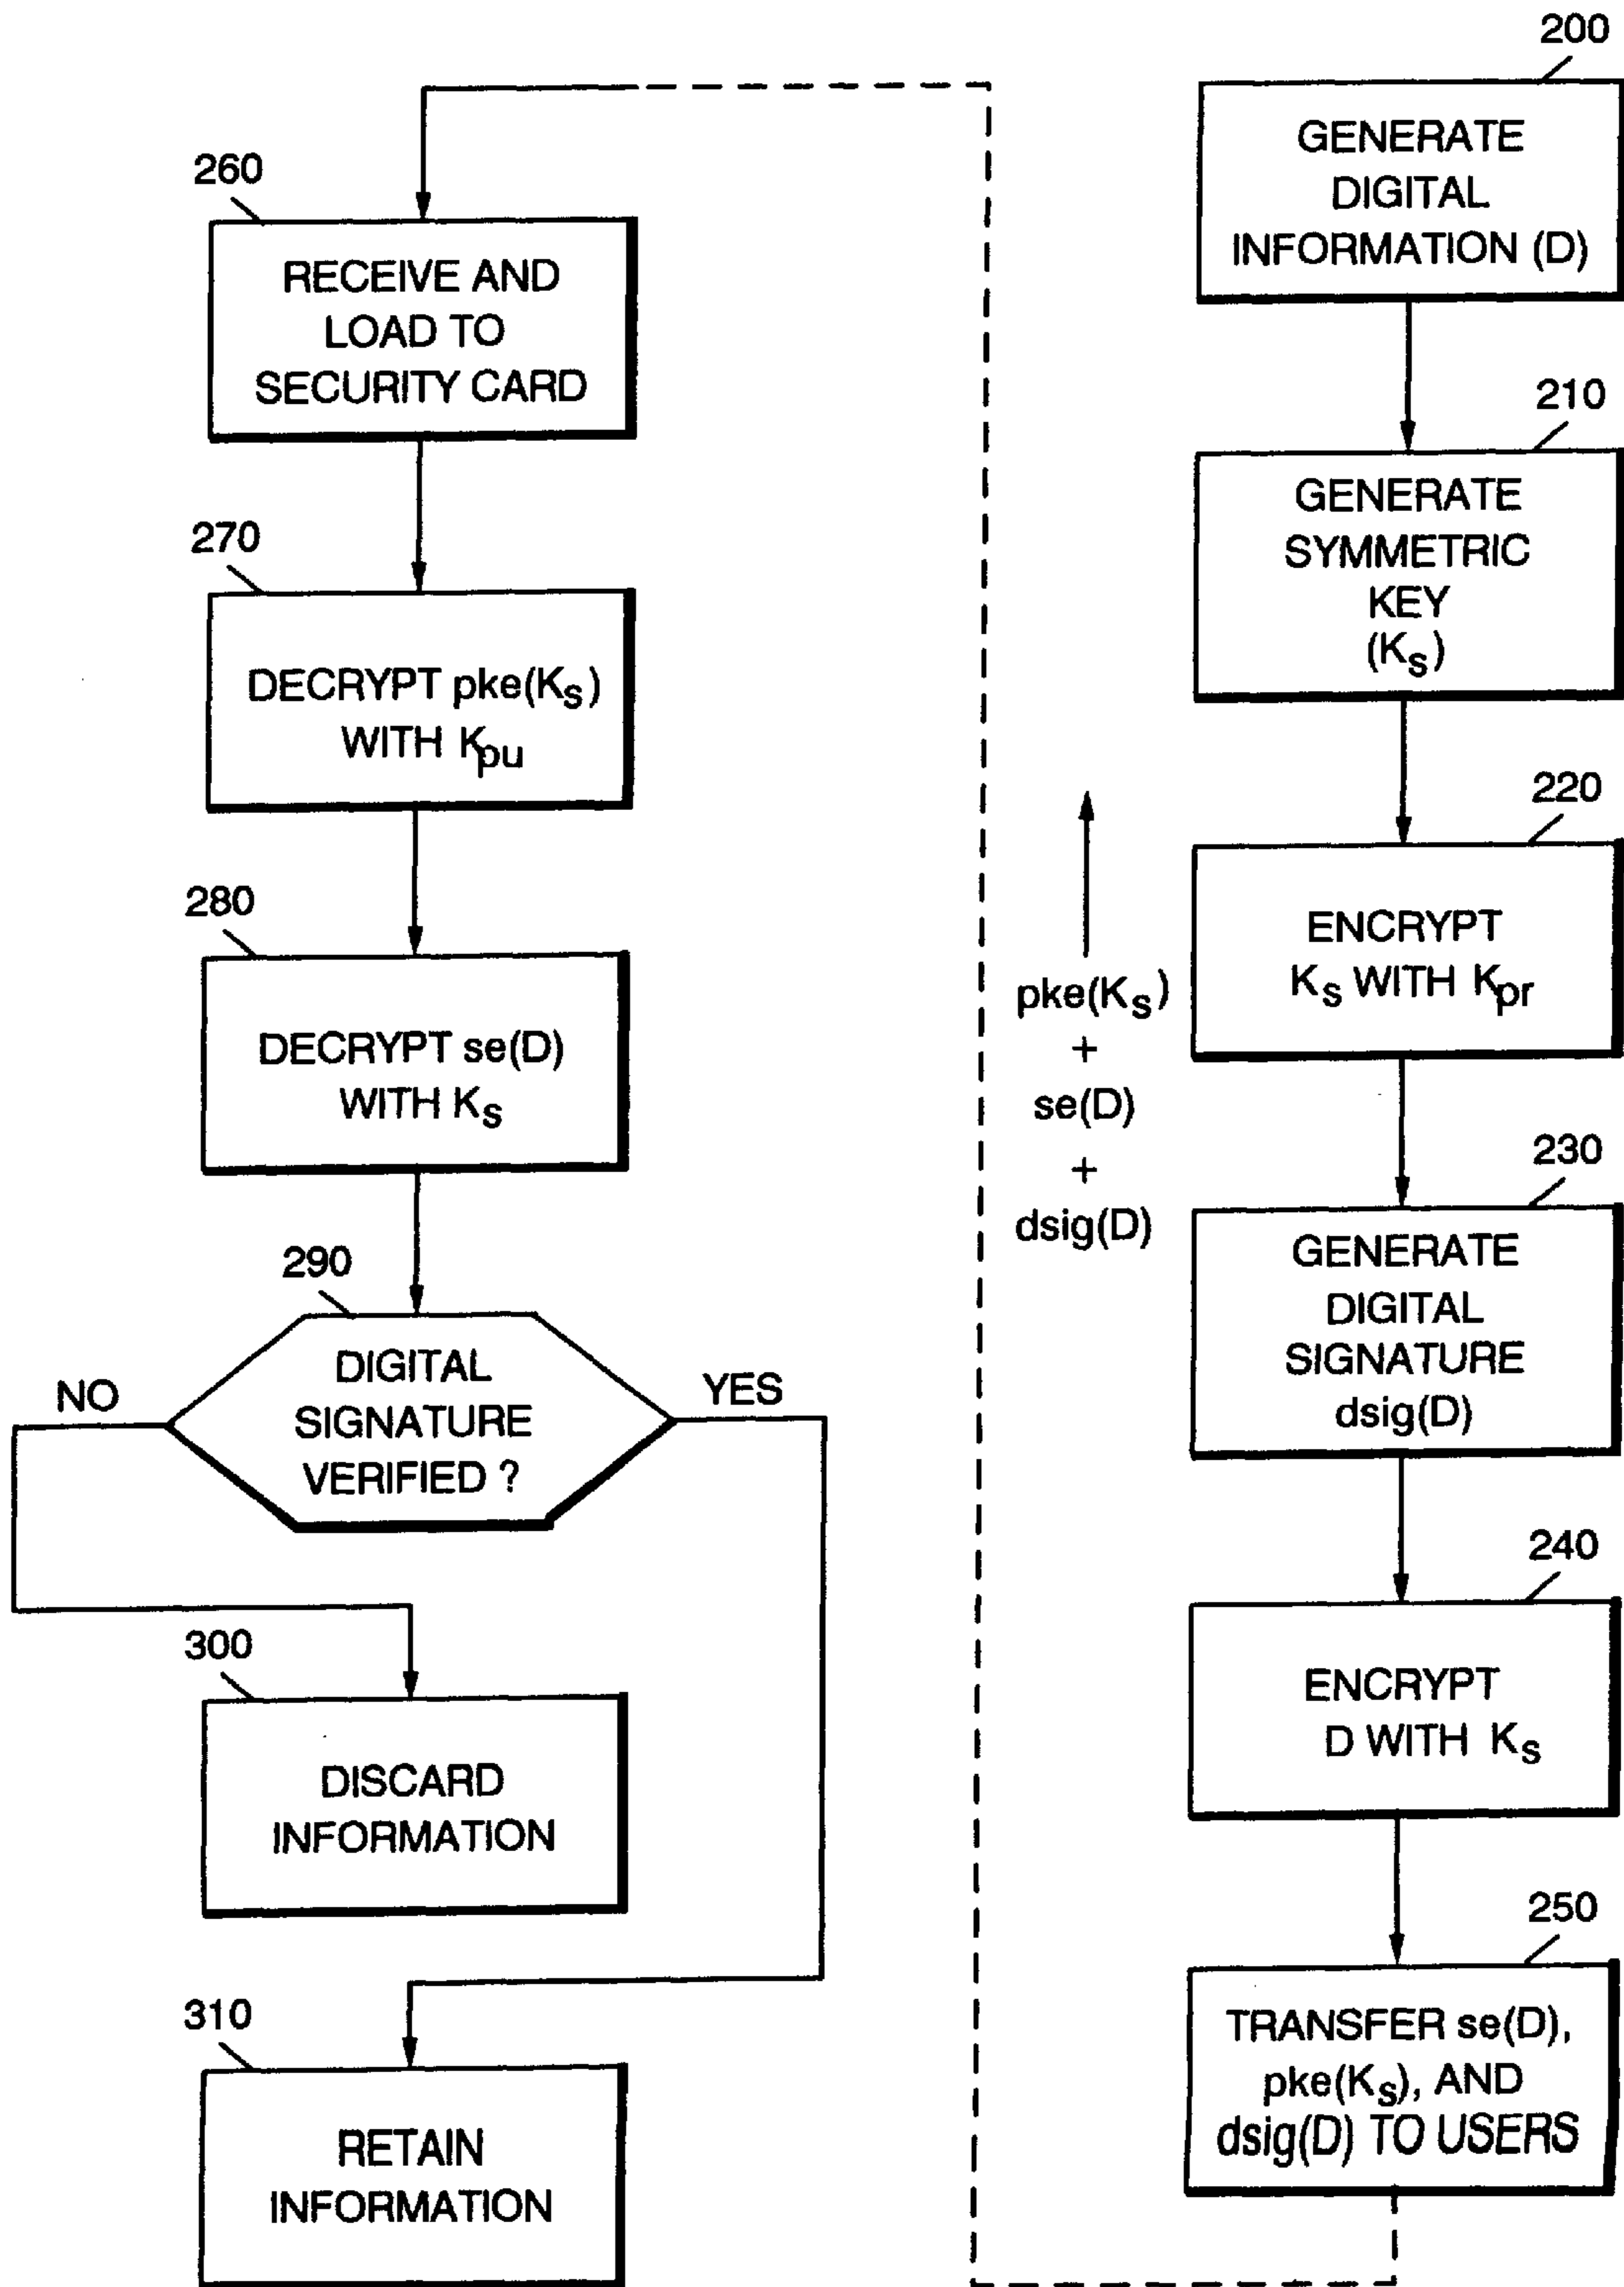 200
GENERATE
DIGITAL
INFORMATION (D)
210
GENERATE
SYMMETRIC
KEY
(Ks)
220
ENCRYPT
Ks WITH Kpr
230
GENERATE
DIGITAL
SIGNATURE
dsig(D)
240
ENCRYPT
D WITH Ks
250
TRANSFER se(D),
pke(Ks), AND
dsig(D) TO USERS
pke(Ks)
+
se(D)
+
dsig(D)
260
RECEIVE AND
LOAD TO
SECURITY CARD
270
DECRYPT pke(Ks)
WITH Kpu
280
DECRYPT se(D)
WITH Ks
290
DIGITAL
SIGNATURE
VERIFIED ?
NO
YES
300
DISCARD
INFORMATION
310
RETAIN
INFORMATION